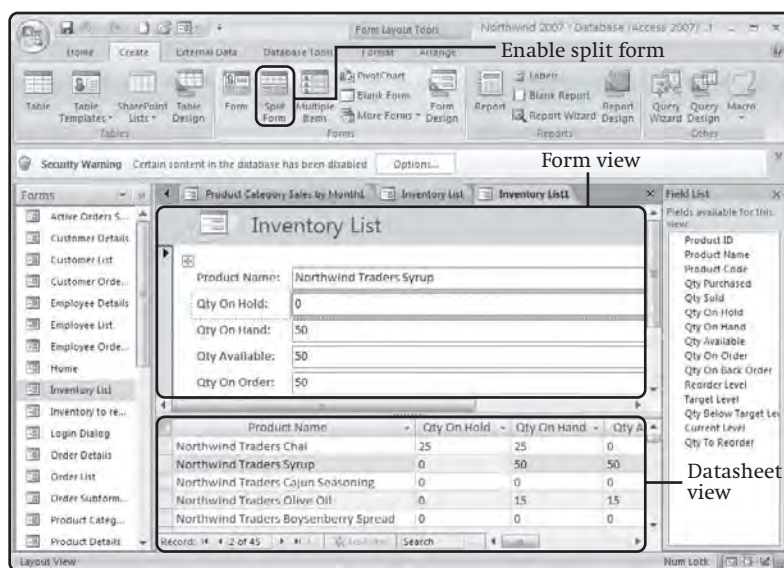 Form Layout Tools
Northwind 2007 : Database (Access 2007)
Home Create External Data Database Tools Format Arrange
Enable split form
Table
Table Templates
SharePoint Lists
Table Design
Tables
Form
Split Form
Multiple Items
PivotChart
Blank Form
More Forms
Form Design
Forms
Report
Labels
Blank Report
Report Wizard
Report Design
Reports
Query Wizard
Query Design
Macro
Other
Security Warning Certain content in the database has been disabled Options...
Form view
Forms
Active Orders S...
Customer Details
Customer List
Customer Orde...
Employee Details
Employee List
Employee Orde...
Home
Inventory List
Inventory to re...
Login Dialog
Order Details
Order List
Order Subform...
Product Categ...
Product Details
Product Category Sales by Month1 Inventory List Inventory List1
Inventory List
Product Name: Northwind Traders Syrup
Qty On Hold: 0
Qty On Hand: 50
Qty Available: 50
Qty On Order: 50
Product Name Qty On Hold Qty On Hand Qty A
Northwind Traders Chai 25 25 0
Northwind Traders Syrup 0 50 50
Northwind Traders Cajun Seasoning 0 0 0
Northwind Traders Olive Oil 0 15 15
Northwind Traders Boysenberry Spread 0 0 0
Record: 2 of 45 Search
Field List
Fields available for this view:
Product ID
Product Name
Product Code
Qty Purchased
Qty Sold
Qty On Hold
Qty On Hand
Qty Available
Qty On Order
Qty On Back Order
Reorder Level
Target Level
Qty Below Target Lev
Current Level
Qty To Reorder
Datasheet
view
Layout View
Num Lock